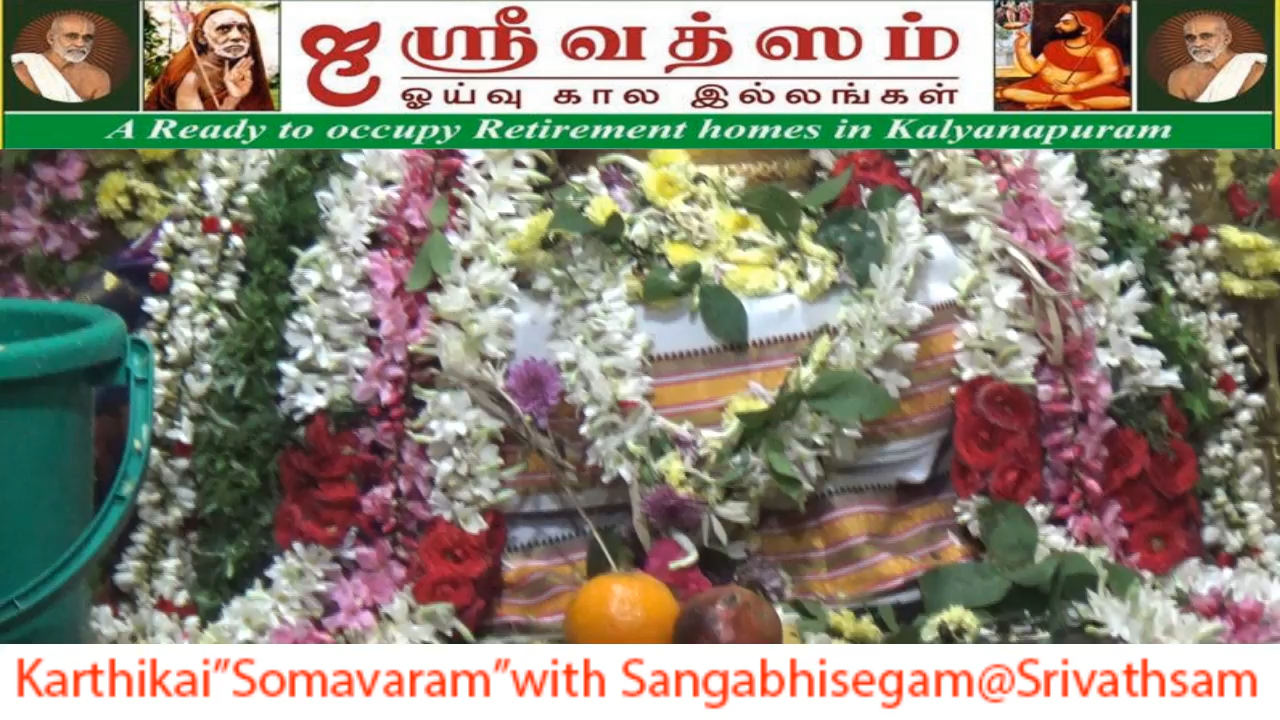 ஸ்ரீ வத்ஸம்
ஓய்வு கால இல்லங்கள்
A Ready to occupy Retirement homes in Kalyanapuram
Karthikai"Somavaram"with Sangabhisegam@Srivathsam